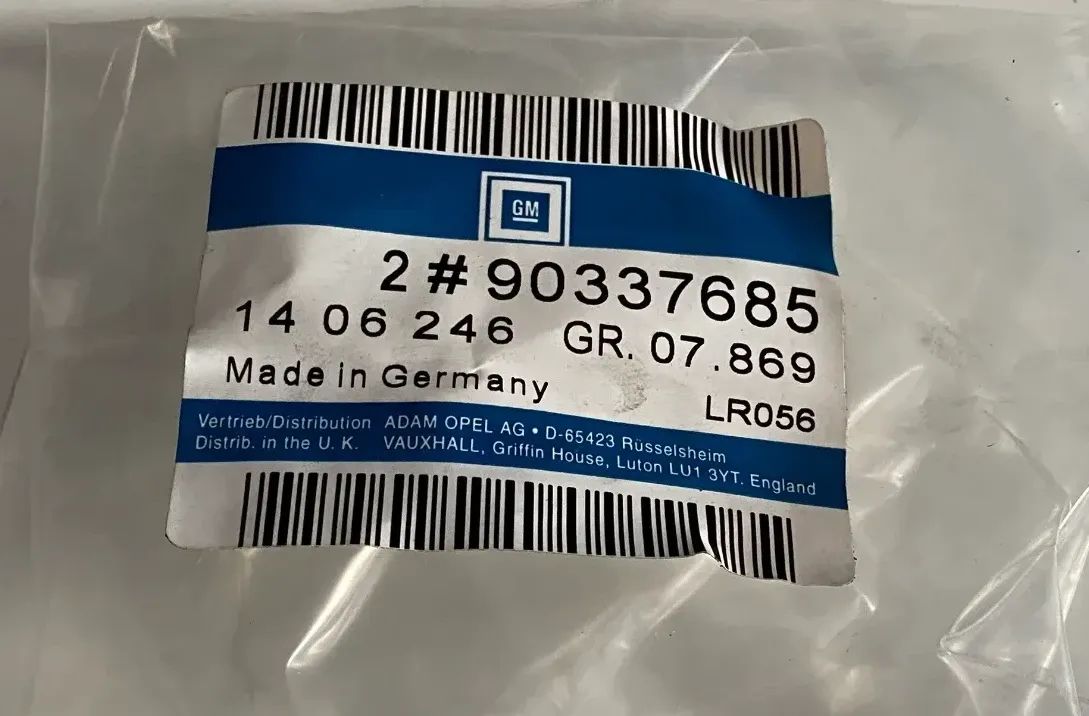 GM
2 # 90337685
14 06 246 GR. 07.869
Made in Germany LR056
Vertrieb/Distribution ADAM OPEL AG • D-65423 Rüsselsheim
Distrib. in the U. K. VAUXHALL, Griffin House, Luton LU1 3YT. England